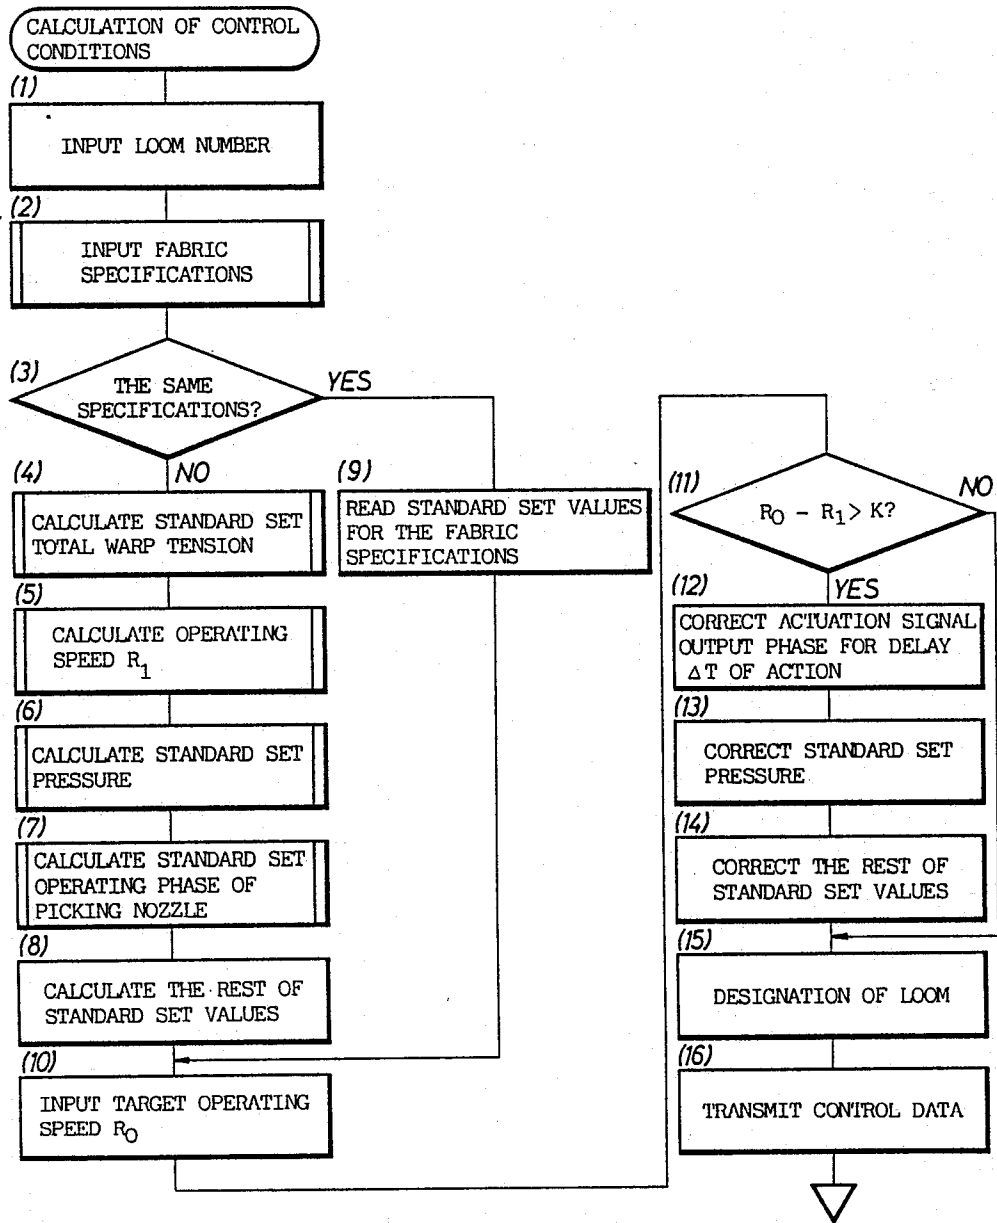 CALCULATION OF CONTROL
CONDITIONS
(1)
INPUT LOOM NUMBER
(2)
INPUT FABRIC
SPECIFICATIONS
(3)
THE SAME
SPECIFICATIONS?
YES
NO
(4)
CALCULATE STANDARD SET
TOTAL WARP TENSION
(5)
CALCULATE OPERATING
SPEED R1
(6)
CALCULATE STANDARD SET
PRESSURE
(7)
CALCULATE STANDARD SET
OPERATING PHASE OF
PICKING NOZZLE
(8)
CALCULATE THE REST OF
STANDARD SET VALUES
(9)
READ STANDARD SET VALUES
FOR THE FABRIC
SPECIFICATIONS
(10)
INPUT TARGET OPERATING
SPEED RO
(11)
RO - R1 > K?
NO
YES
(12)
CORRECT ACTUATION SIGNAL
OUTPUT PHASE FOR DELAY
ΔT OF ACTION
(13)
CORRECT STANDARD SET
PRESSURE
(14)
CORRECT THE REST OF
STANDARD SET VALUES
(15)
DESIGNATION OF LOOM
(16)
TRANSMIT CONTROL DATA